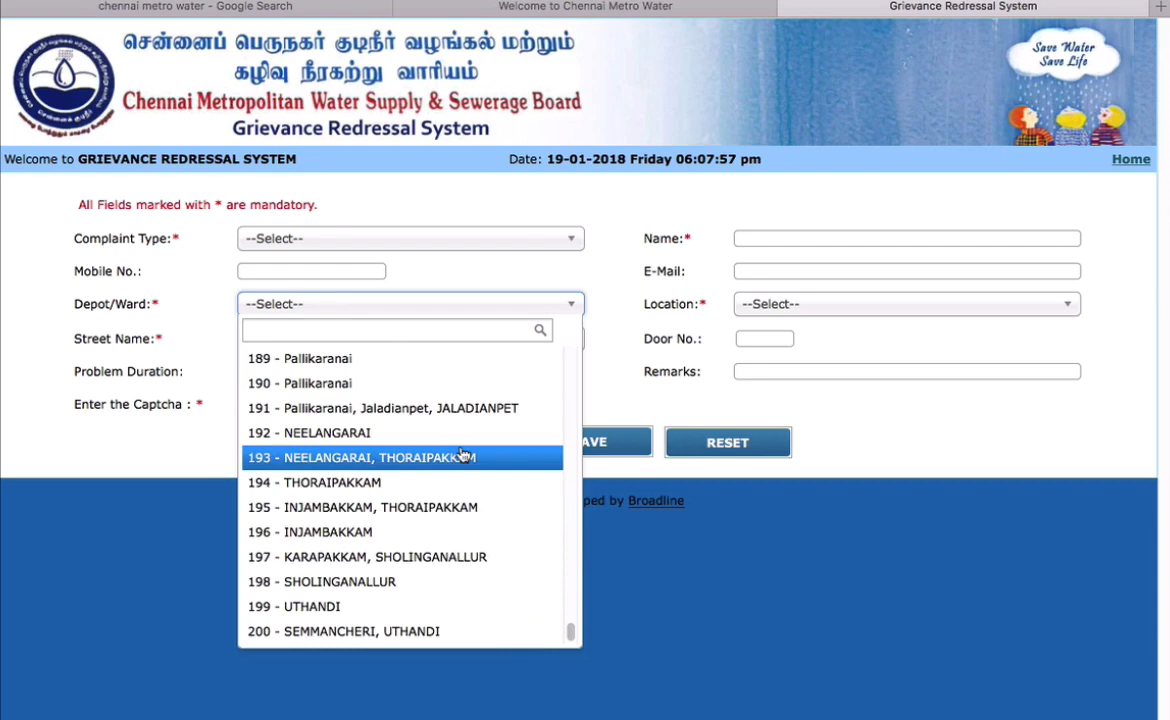 chennai metro water - Google Search
Welcome to Chennai Metro Water
Grievance Redressal System
சென்னைப் பெருநகர் குடிநீர் வழங்கல் மற்றும்
கழிவு நீரகற்று வாரியம்
Chennai Metropolitan Water Supply & Sewerage Board
Grievance Redressal System
Save Water
Save Life
Welcome to GRIEVANCE REDRESSAL SYSTEM
Date: 19-01-2018 Friday 06:07:57 pm
Home
All Fields marked with * are mandatory.
Complaint Type:* --Select--
Name:*
Mobile No.:
E-Mail:
Depot/Ward:* --Select--
Location:* --Select--
Street Name:*
Door No.:
Problem Duration:
Remarks:
Enter the Captcha : *
189 - Pallikaranai
190 - Pallikaranai
191 - Pallikaranai, Jaladianpet, JALADIANPET
192 - NEELANGARAI
193 - NEELANGARAI, THORAIPAKKAM
194 - THORAIPAKKAM
195 - INJAMBAKKAM, THORAIPAKKAM
196 - INJAMBAKKAM
197 - KARAPAKKAM, SHOLINGANALLUR
198 - SHOLINGANALLUR
199 - UTHANDI
200 - SEMMANCHERI, UTHANDI
AVE
RESET
ped by Broadline